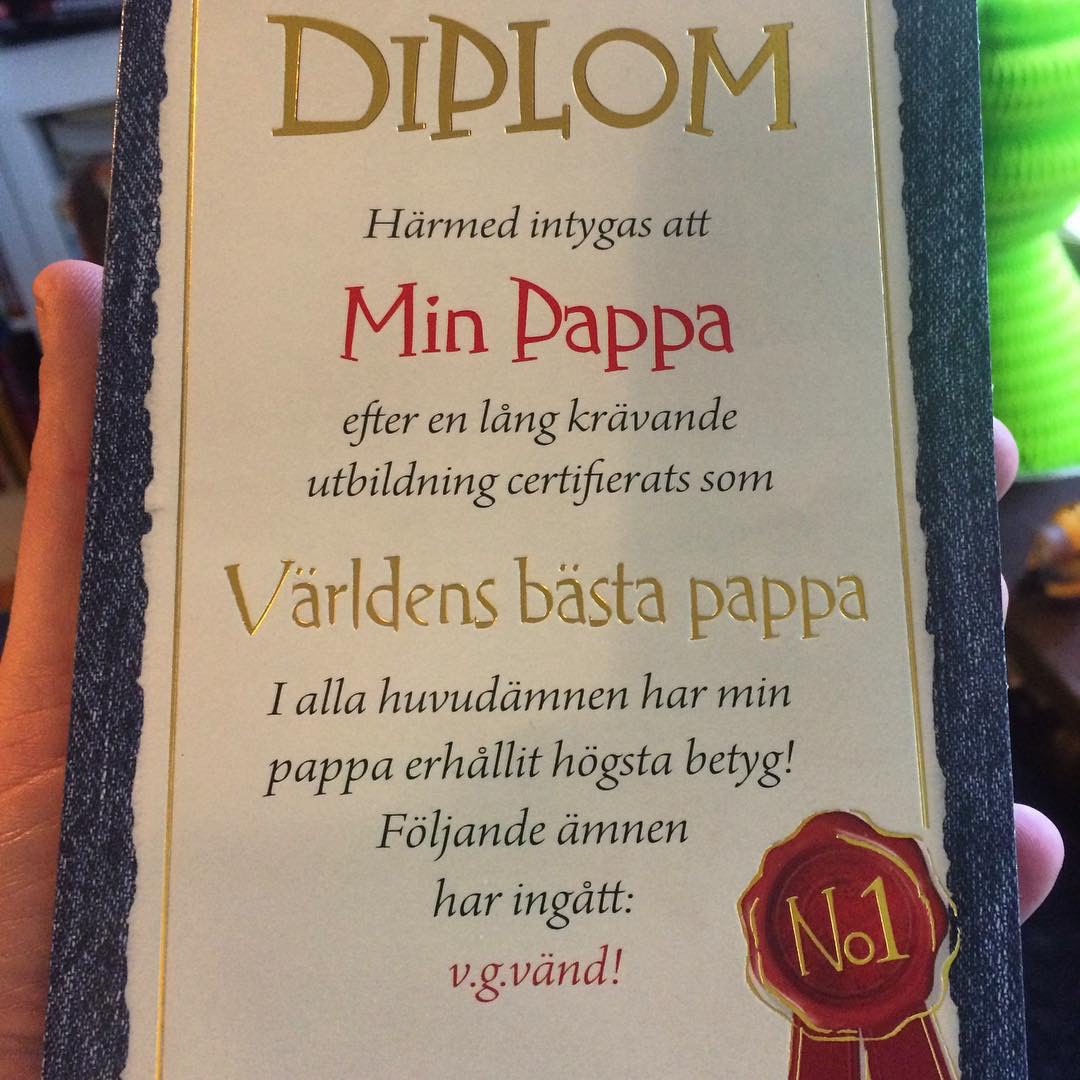 DIPLOM
Härmed intygas att
Min Pappa
efter en lång krävande
utbildning certifierats som
Världens bästa pappa
I alla huvudämnen har min
pappa erhållit högsta betyg!
Följande ämnen
har ingått:
v.g.vänd!
No1